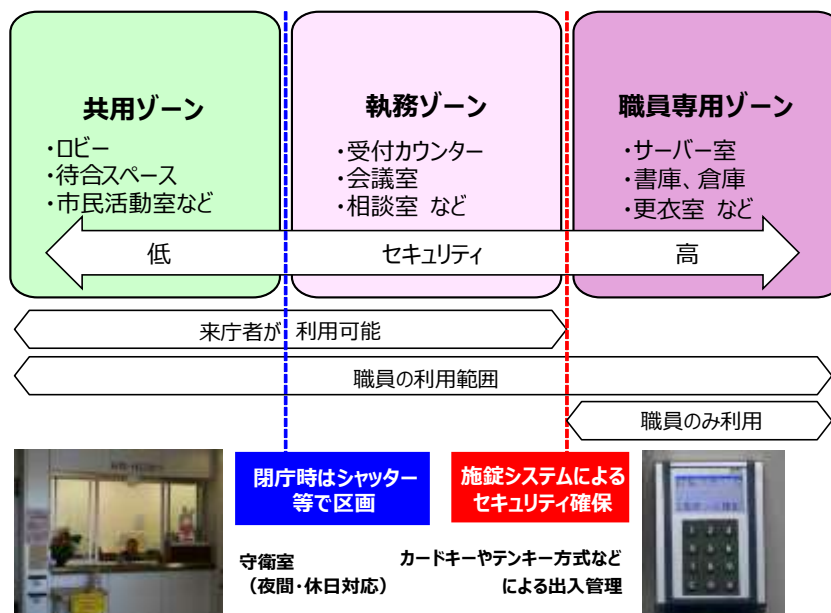 共用ゾーン
・ロビー
・待合スペース
・市民活動室など
執務ゾーン
・受付カウンター
・会議室
・相談室 など
職員専用ゾーン
・サーバー室
・書庫、倉庫
・更衣室 など
低
セキュリティ
高
来庁者が 利用可能
職員の利用範囲
職員のみ利用
閉庁時はシャッター
等で区画
施錠システムによる
セキュリティ確保
守衛室
（夜間・休日対応）
カードキーやテンキー方式など
による出入管理